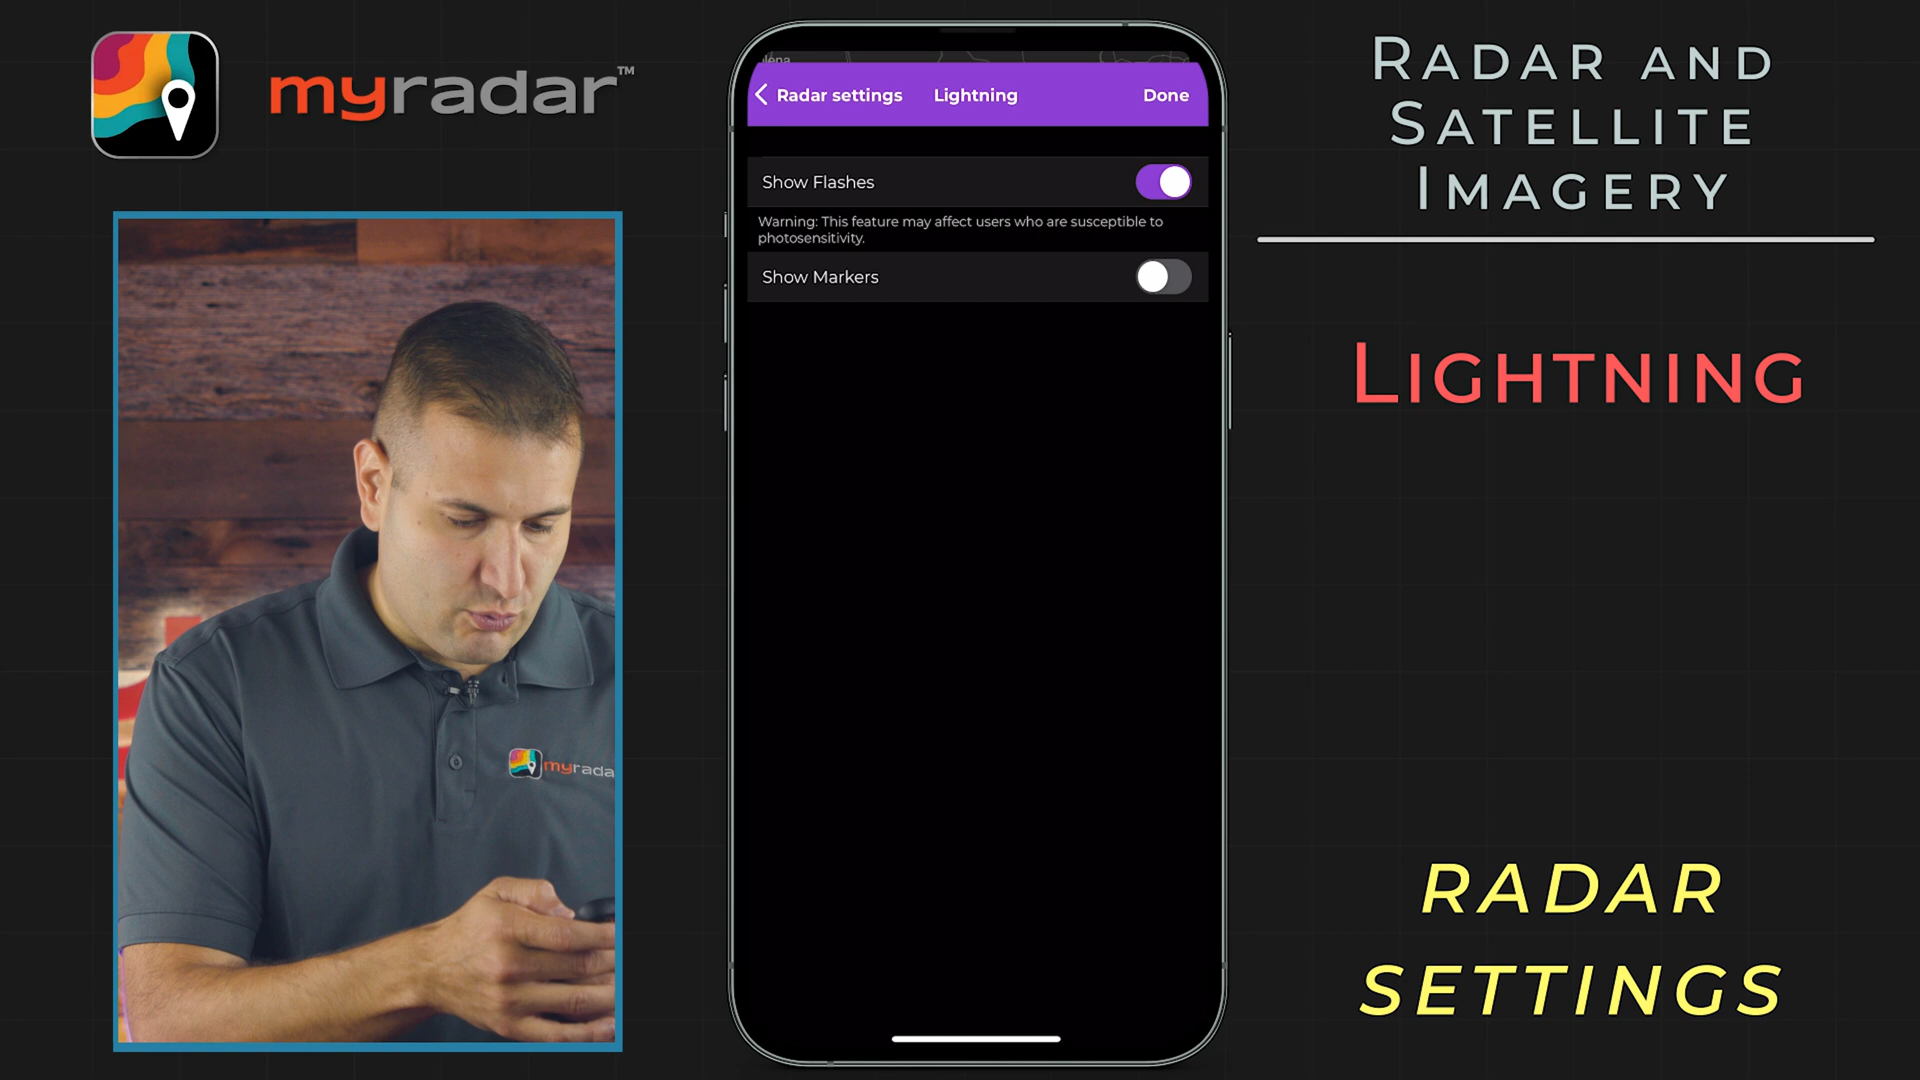 myradar™
Radar settings Lightning Done
Show Flashes
Warning: This feature may affect users who are susceptible to
photosensitivity.
Show Markers
RADAR AND
SATELLITE
IMAGERY
LIGHTNING
RADAR
SETTINGS
myrada